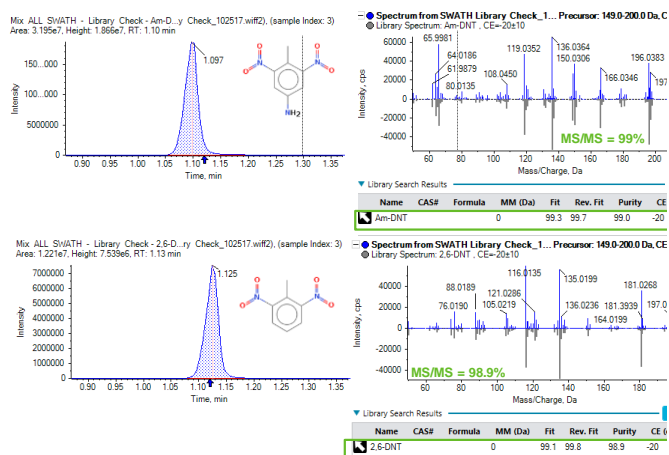 Mix ALL SWATH - Library Check - Am-D...y Check_102517.wiff2), (sample Index: 3)
Area: 3.195e7, Height: 1.866e7, RT: 1.10 min
Intensity
150...000
100...000
5000000
0
1.097
O
N
O
O
N
O
NH₂
0.90 0.95 1.00 1.05 1.10 1.15 1.20 1.25 1.30 1.35
Time, min
Spectrum from SWATH Library Check_1... Precursor: 149.0-200.0 Da, CE
Library Spectrum: Am-DNT , CE=-20±10
Intensity, cps
60000
40000
20000
0
-20000
-40000
65.9981
64.0186
61.9879
80.0135
108.0450
119.0352
136.0364
150.0306
166.0346
196.0383
197
MS/MS = 99%
60 80 100 120 140 160 180 200
Mass/Charge, Da
Library Search Results
Name CAS# Formula MM (Da) Fit Rev. Fit Purity CE
Am-DNT 0 99.3 99.7 99.0 -20
Mix ALL SWATH - Library Check - 2,6-D...ry Check_102517.wiff2), (sample Index: 3)
Area: 1.221e7, Height: 7.539e6, RT: 1.13 min
Intensity
7000000
6000000
5000000
4000000
3000000
2000000
1000000
0
1.125
O
N
O
O
N
O
0.90 0.95 1.00 1.05 1.10 1.15 1.20 1.25 1.30 1.35
Time, min
Spectrum from SWATH Library Check_1... Precursor: 149.0-200.0 Da, CE
Library Spectrum: 2,6-DNT , CE=-20±10
Intensity, cps
40000
20000
0
-20000
-40000
76.0190
88.0189
105.0219
116.0135
121.0286
135.0199
136.0236
164.0199
181.0268
181.3939
197.0
MS/MS = 98.9%
60 80 100 120 140 160 180
Mass/Charge, Da
Library Search Results
Name CAS# Formula MM (Da) Fit Rev. Fit Purity CE (
2,6-DNT 0 99.1 99.8 98.9 -20